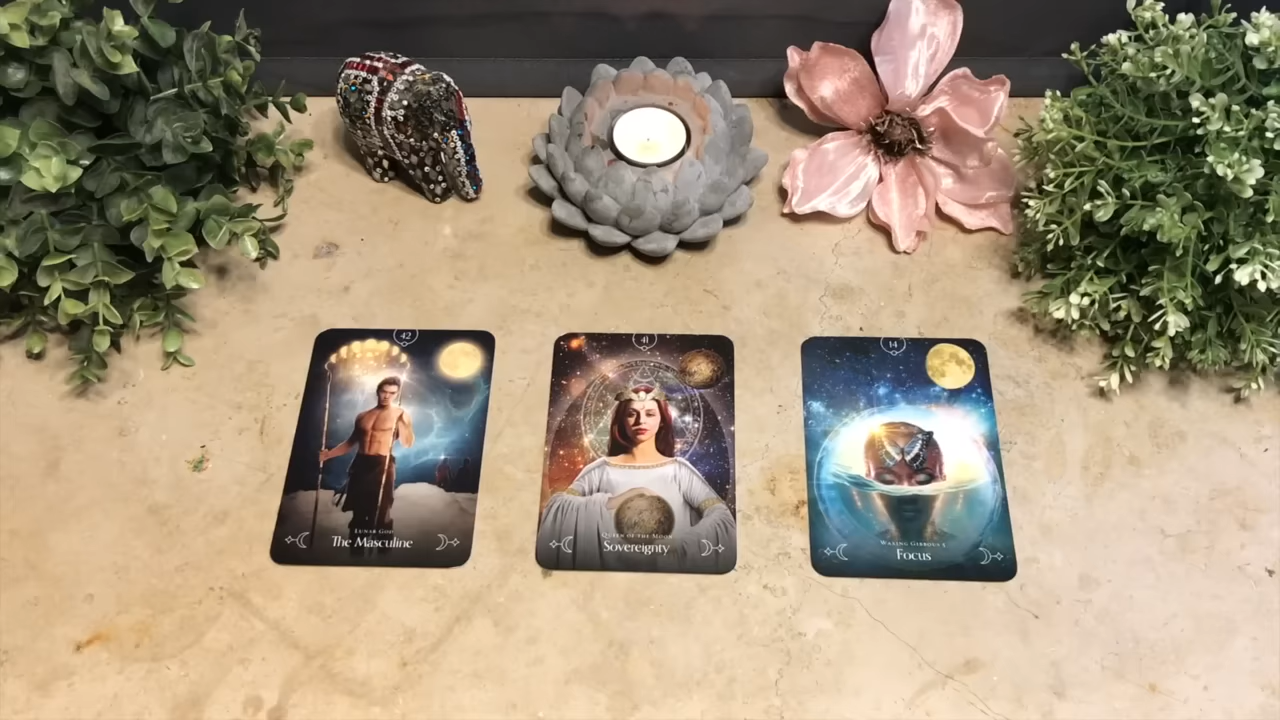 42
LUNAR GOD
The Masculine
41
QUEEN OF THE MOON
Sovereignty
14
WAXING GIBBOUS I
Focus